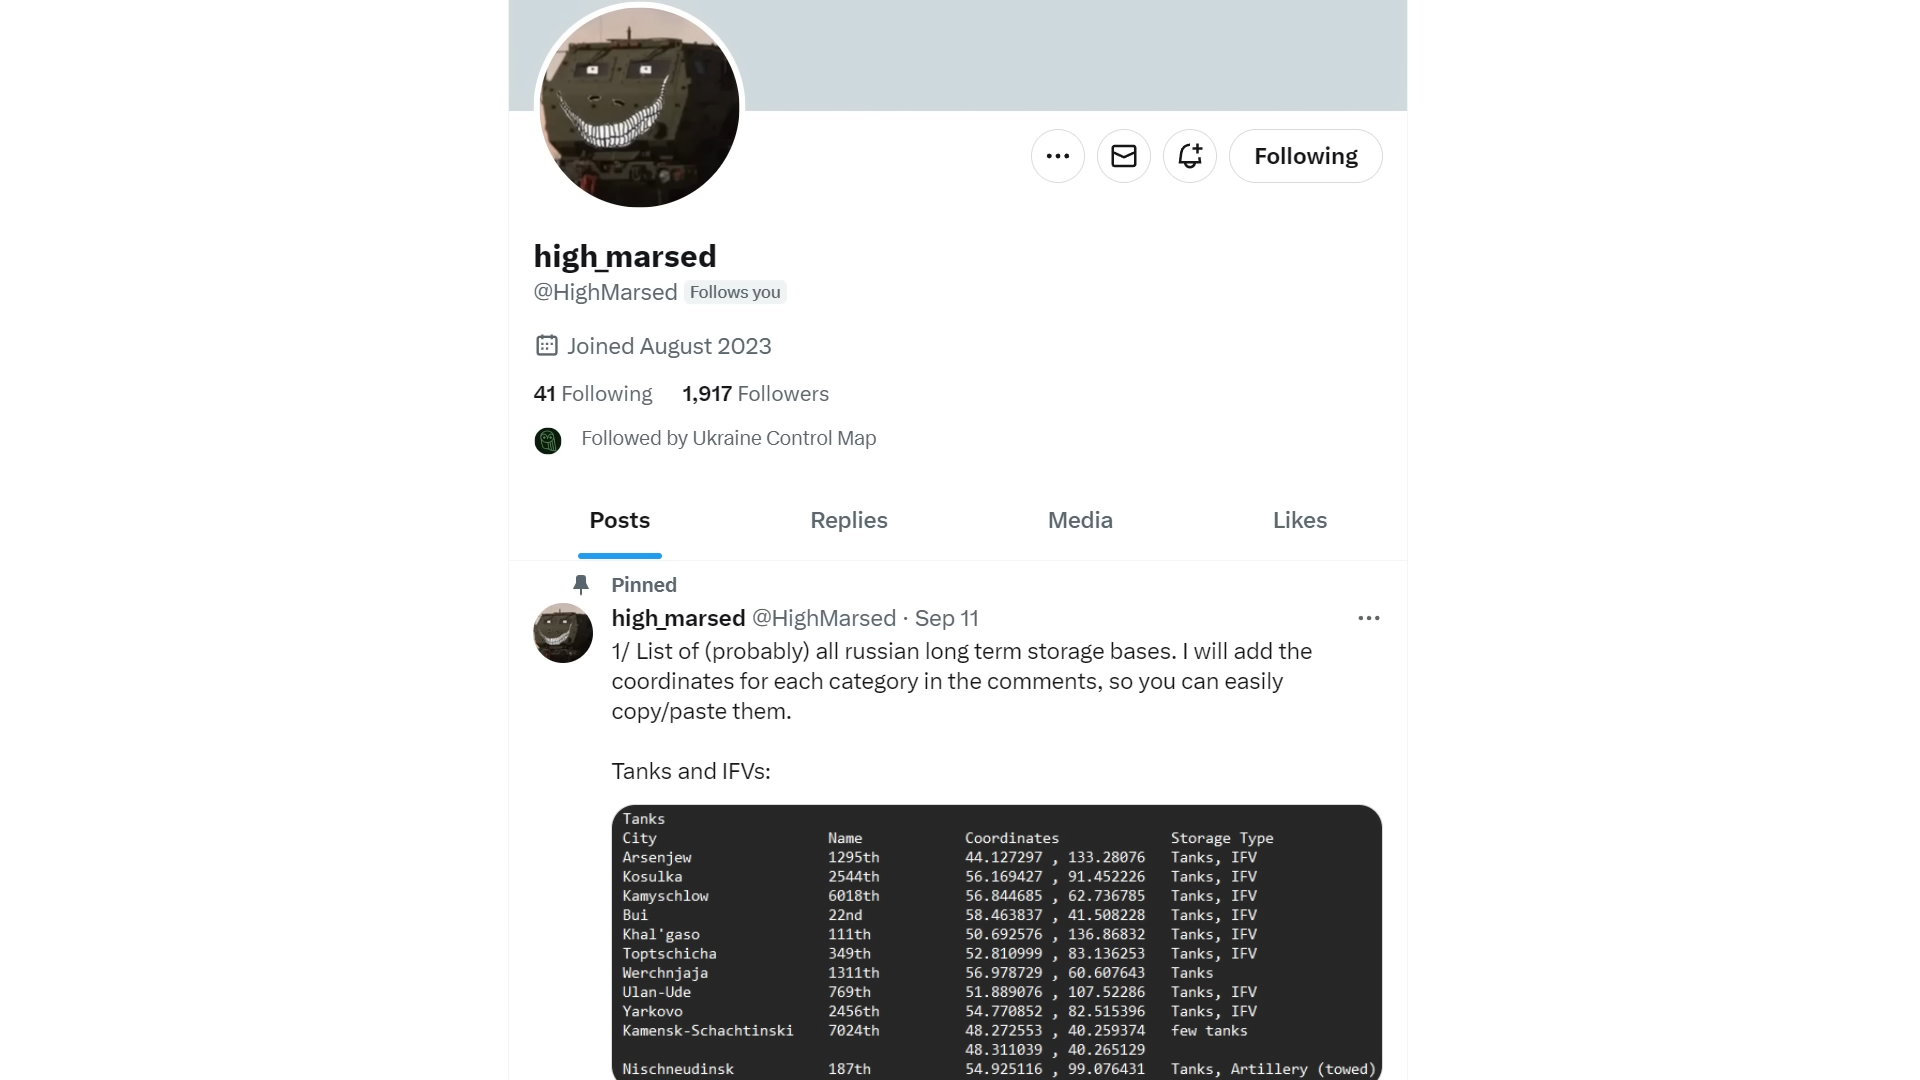 Following
high_marsed
@HighMarsed Follows you
Joined August 2023
41 Following 1,917 Followers
Followed by Ukraine Control Map
Posts Replies Media Likes
Pinned
high_marsed @HighMarsed · Sep 11
1/ List of (probably) all russian long term storage bases. I will add the
coordinates for each category in the comments, so you can easily
copy/paste them.
Tanks and IFVs:
Tanks
City Name Coordinates Storage Type
Arsenjew 1295th 44.127297 , 133.28076 Tanks, IFV
Kosulka 2544th 56.169427 , 91.452226 Tanks, IFV
Kamyschlow 6018th 56.844685 , 62.736785 Tanks, IFV
Bui 22nd 58.463837 , 41.508228 Tanks, IFV
Khal'gaso 111th 50.692576 , 136.86832 Tanks, IFV
Toptschicha 349th 52.810999 , 83.136253 Tanks, IFV
Werchnjaja 1311th 56.978729 , 60.607643 Tanks
Ulan-Ude 769th 51.889076 , 107.52286 Tanks, IFV
Yarkovo 2456th 54.770852 , 82.515396 Tanks, IFV
Kamensk-Schachtinski 7024th 48.272553 , 40.259374 few tanks
48.311039 , 40.265129
Nischneudinsk 187th 54.925116 , 99.076431 Tanks, Artillery (towed)